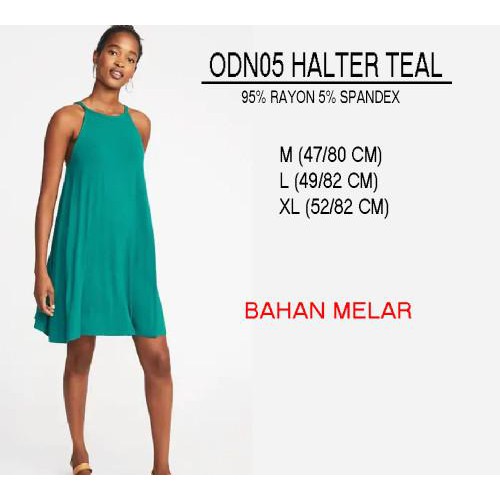 ODN05 HALTER TEAL
95% RAYON 5% SPANDEX
M (47/80 CM)
L (49/82 CM)
XL (52/82 CM)
BAHAN MELAR